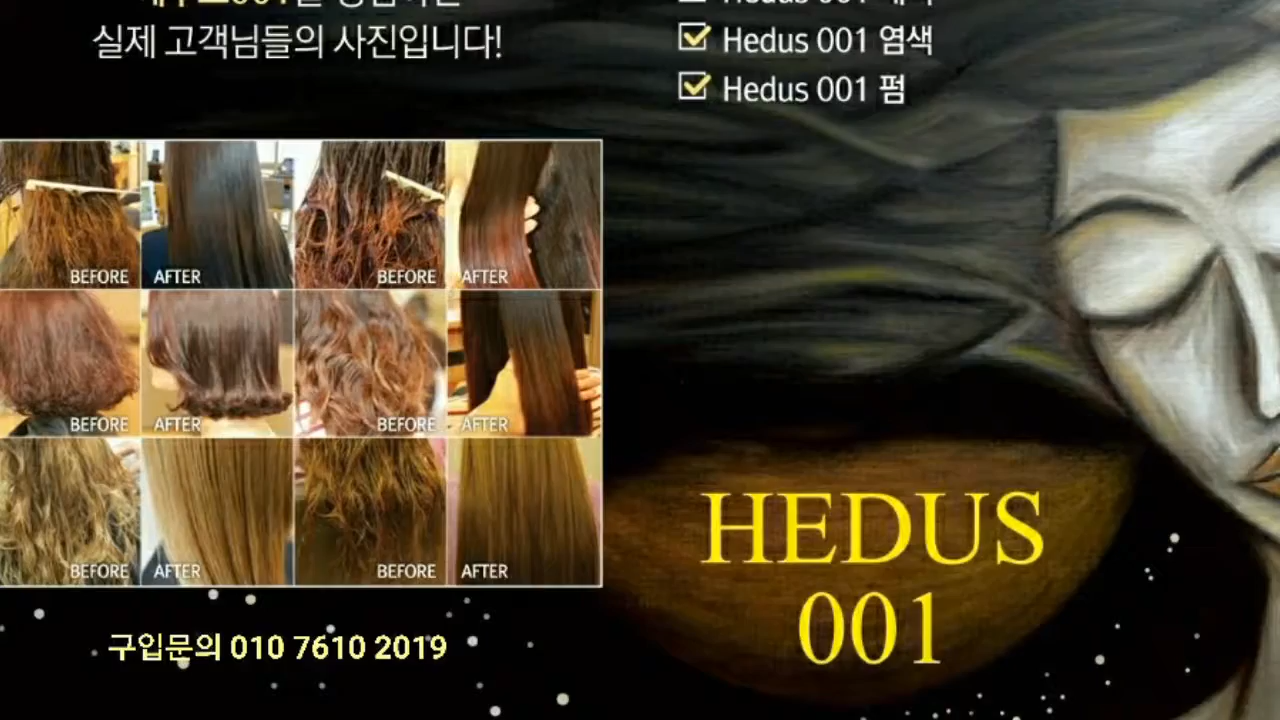 실제 고객님들의 사진입니다!
Hedus 001
Hedus 001 염색
Hedus 001 펌
BEFORE AFTER BEFORE AFTER
BEFORE AFTER BEFORE AFTER
BEFORE AFTER BEFORE AFTER
HEDUS
001
구입문의 010 7610 2019